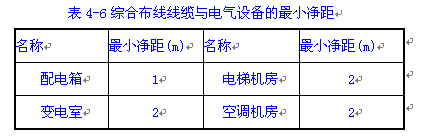 表 4-6 综合布线线缆与电气设备的最小净距
名称 最小净距(m) 名称 最小净距(m)
配电箱 1 电梯机房 2
变电室 2 空调机房 2